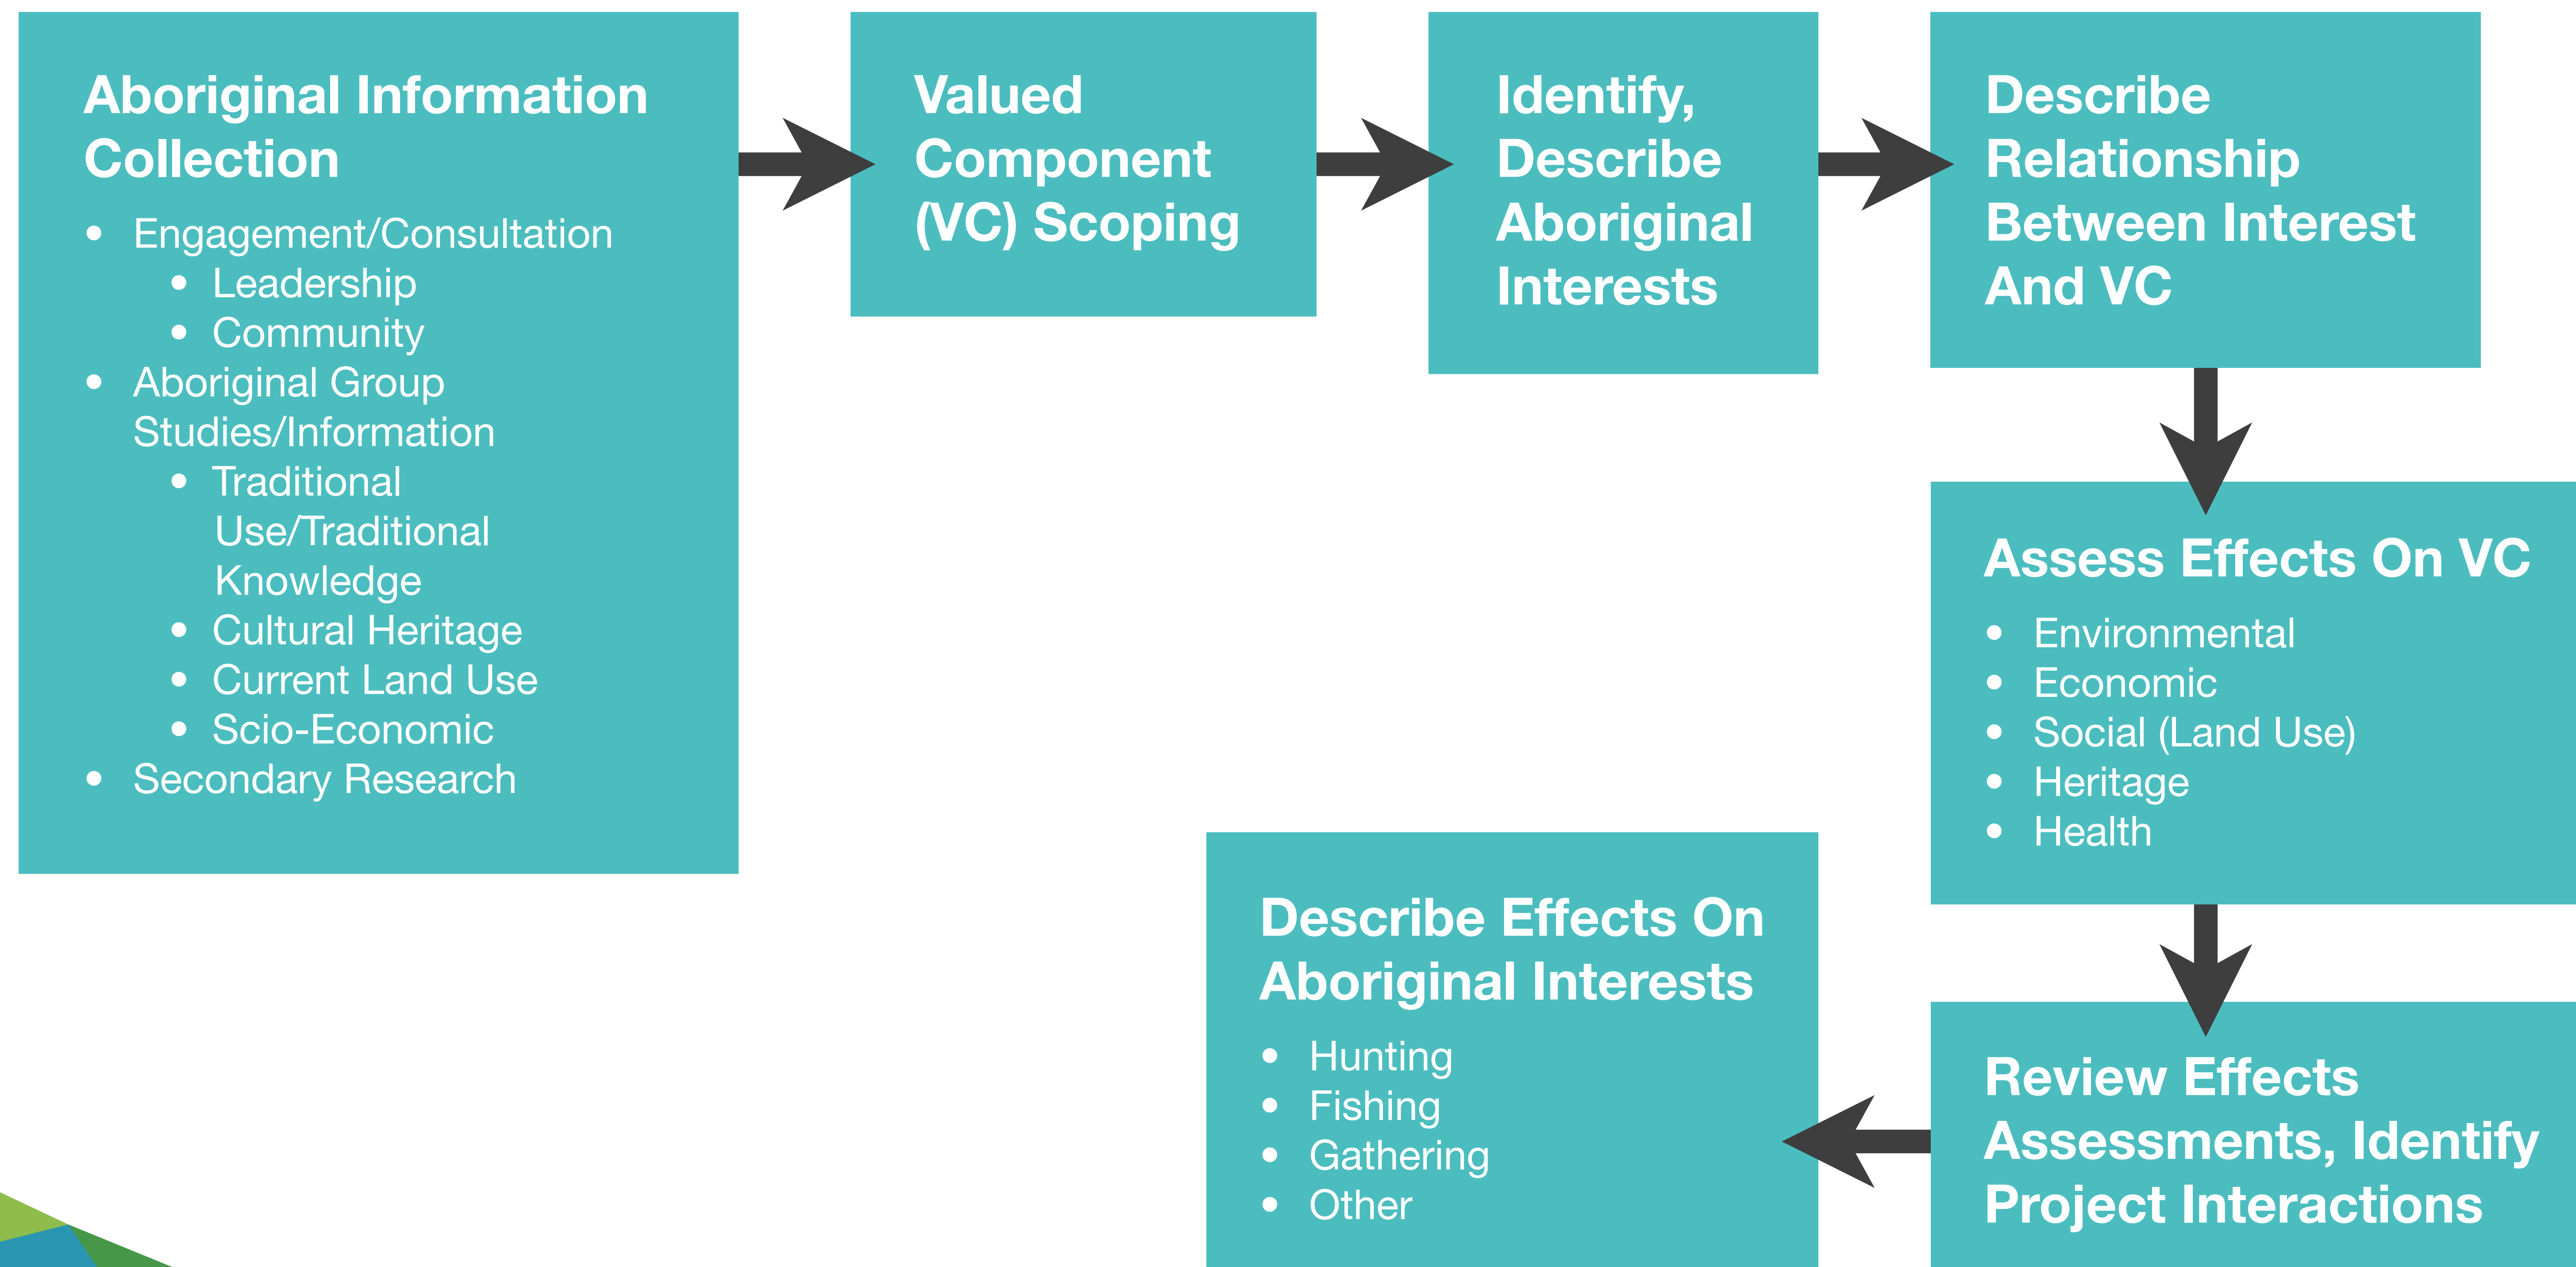 Aboriginal Information
Collection
• Engagement/Consultation
• Leadership
• Community
• Aboriginal Group
Studies/Information
• Traditional
Use/Traditional
Knowledge
• Cultural Heritage
• Current Land Use
• Scio-Economic
• Secondary Research
Valued
Component
(VC) Scoping
Identify,
Describe
Aboriginal
Interests
Describe
Relationship
Between Interest
And VC
Assess Effects On VC
• Environmental
• Economic
• Social (Land Use)
• Heritage
• Health
Review Effects
Assessments, Identify
Project Interactions
Describe Effects On
Aboriginal Interests
• Hunting
• Fishing
• Gathering
• Other